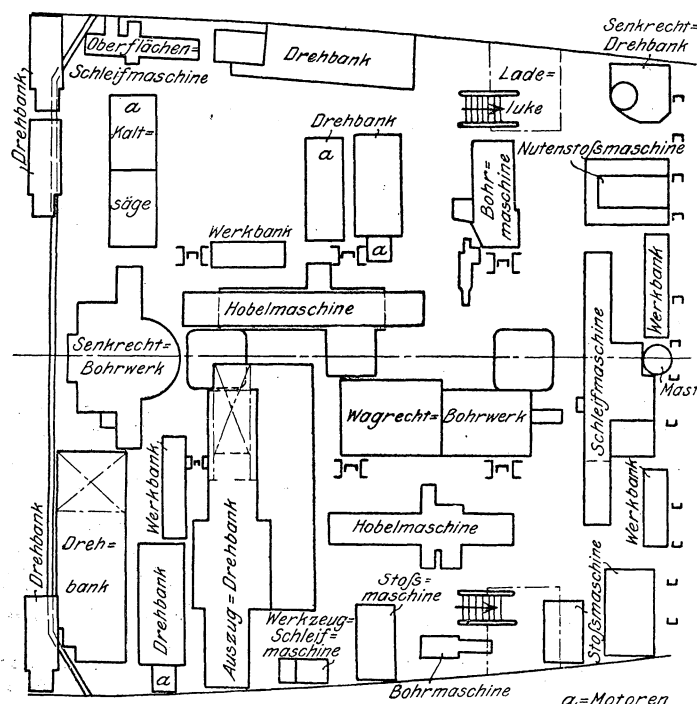 Oberflächen=
Schleifmaschine
Drehbank
Lade=
luke
Senkrecht=
Drehbank
Drehbank
a
Kalt=
säge
Drehbank
a
a
Bohr=
maschine
Nutenstoßmaschine
Werkbank
Werkbank
Hobelmaschine
Senkrecht=
Bohrwerk
Schleifmaschine
Mast
Wagrecht=Bohrwerk
Werkbank
Werkbank
Drehbank
Dreh=
bank
Drehbank
a
Auszug=Drehbank
Hobelmaschine
Stoß=
maschine
Werkzeug=
Schleif=
maschine
Bohrmaschine
Stoßmaschine
a=Motoren